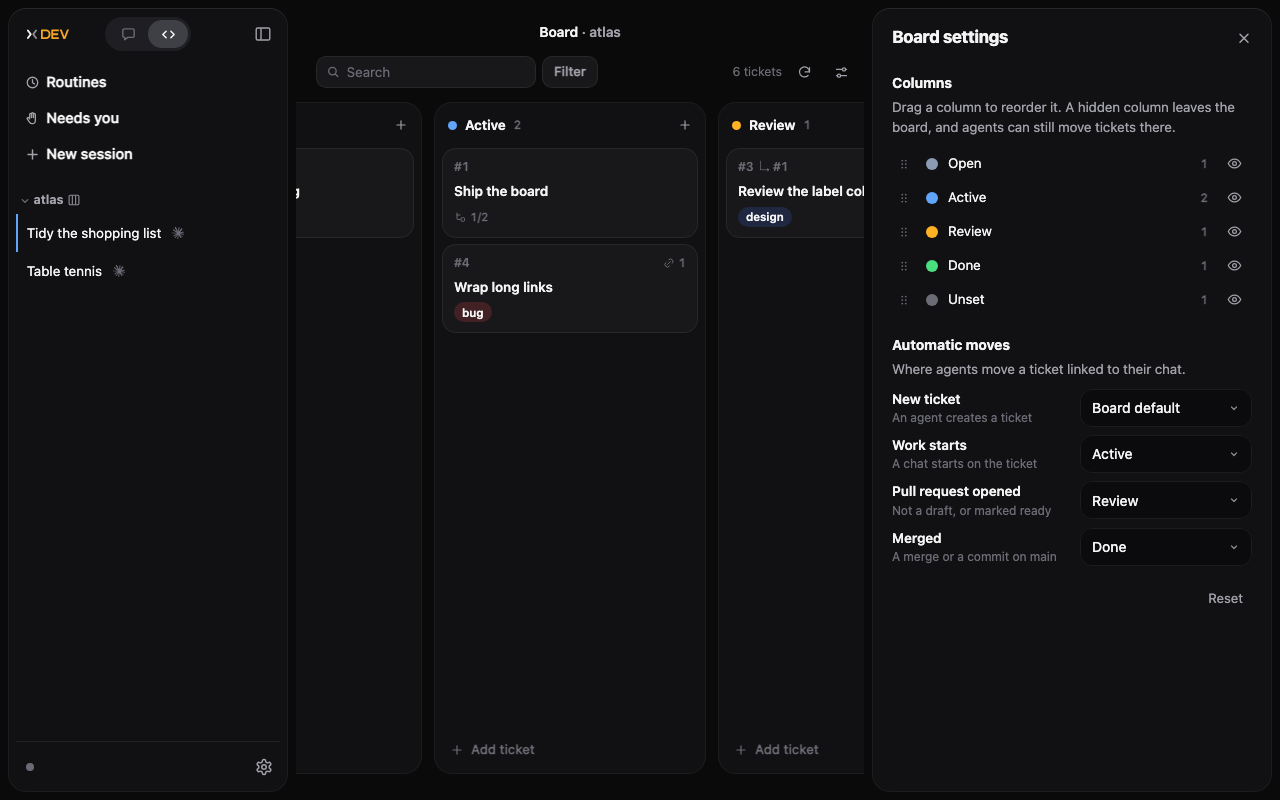 DEV
Routines
Needs you
New session
atlas
Tidy the shopping list
Table tennis
Board · atlas
Search
Filter
6 tickets
Active 2
#1
Ship the board
1/2
#4
1
Wrap long links
bug
Add ticket
Review 1
#3 #1
Review the label col
design
Add ticket
Board settings
Columns
Drag a column to reorder it. A hidden column leaves the
board, and agents can still move tickets there.
Open 1
Active 2
Review 1
Done 1
Unset 1
Automatic moves
Where agents move a ticket linked to their chat.
New ticket
An agent creates a ticket
Board default
Work starts
A chat starts on the ticket
Active
Pull request opened
Not a draft, or marked ready
Review
Merged
A merge or a commit on main
Done
Reset